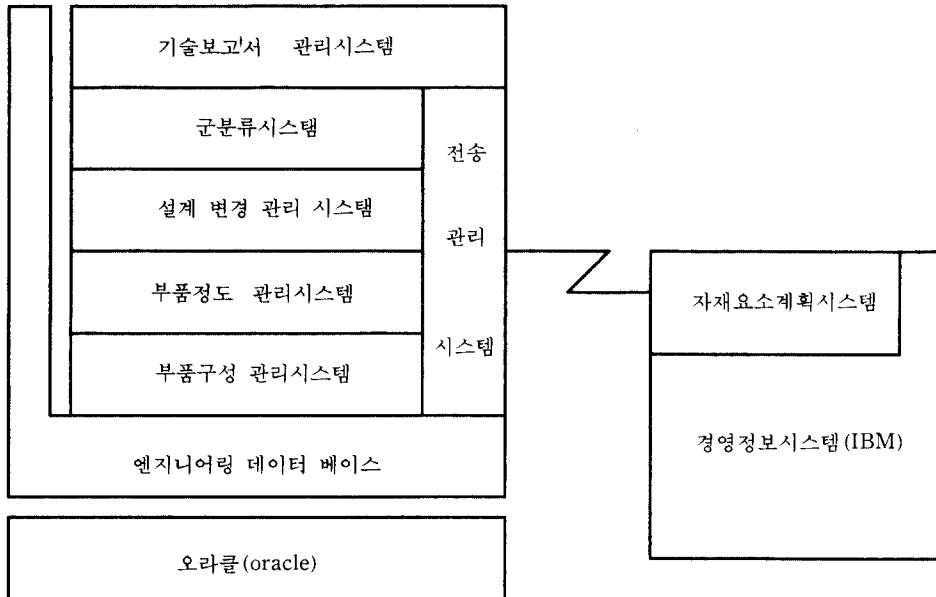 기술보고서 관리시스템
군분류시스탬
설계 변경 관리 시스탬
부품정도 관리시스템
부품구성 관리시스템
전송
관리
시스템
엔지니어링 데이터 베이스
오라클(oracle)
자재요소계획시스템
경영정보시스템(IBM)